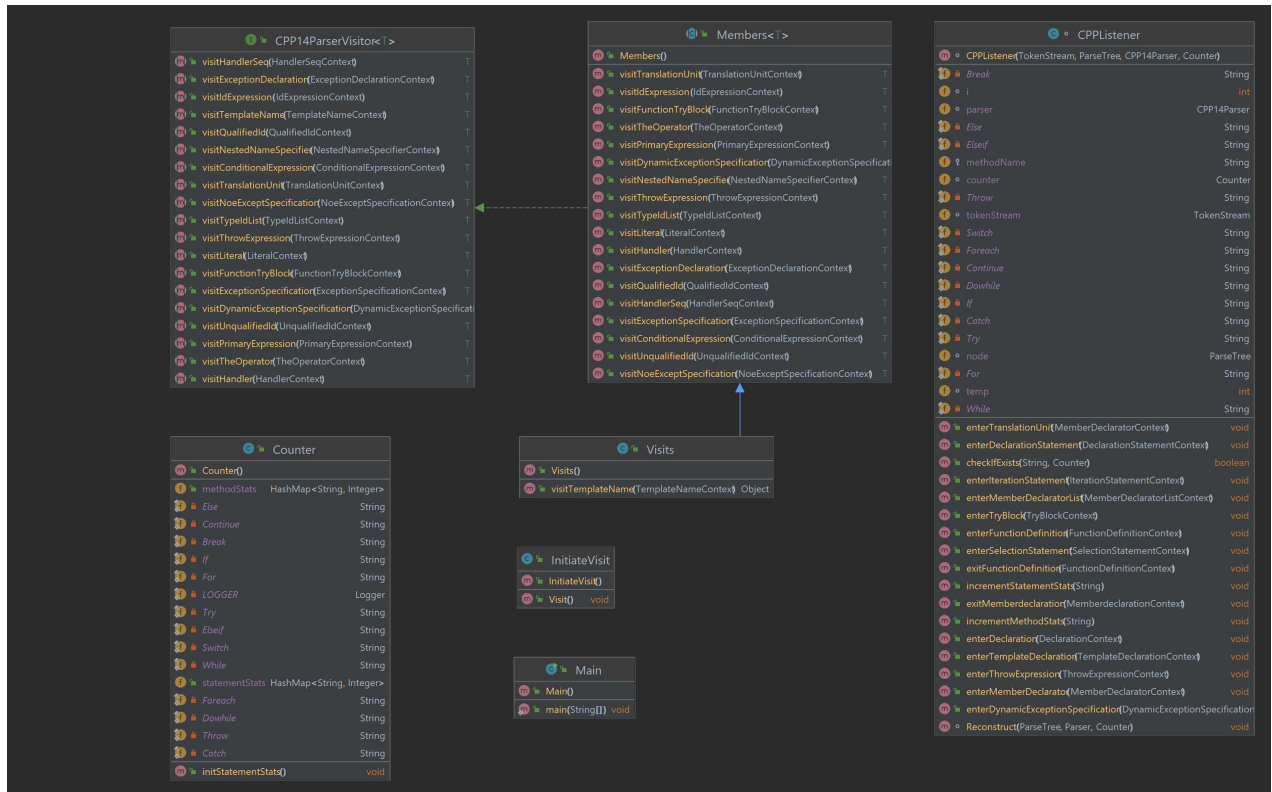 CPP14ParserVisitor<T>
visitHandlerSeq(HandlerSeqContext) T
visitExceptionDeclaration(ExceptionDeclarationContext) T
visitIdExpression(IdExpressionContext) T
visitTemplateName(TemplateNameContext) T
visitQualifiedId(QualifiedIdContext) T
visitNestedNameSpecifier(NestedNameSpecifierContext) T
visitConditionalExpression(ConditionalExpressionContext) T
visitTranslationUnit(TranslationUnitContext) T
visitNoeExceptSpecification(NoeExceptSpecificationContext) T
visitTypeIdList(TypeIdListContext) T
visitThrowExpression(ThrowExpressionContext) T
visitLiteral(LiteralContext) T
visitFunctionTryBlock(FunctionTryBlockContext) T
visitExceptionSpecification(ExceptionSpecificationContext) T
visitDynamicExceptionSpecification(DynamicExceptionSpecificati
visitUnqualifiedId(UnqualifiedIdContext) T
visitPrimaryExpression(PrimaryExpressionContext) T
visitTheOperator(TheOperatorContext) T
visitHandler(HandlerContext) T
Members<T>
Members()
visitTranslationUnit(TranslationUnitContext) T
visitIdExpression(IdExpressionContext) T
visitFunctionTryBlock(FunctionTryBlockContext) T
visitTheOperator(TheOperatorContext) T
visitPrimaryExpression(PrimaryExpressionContext) T
visitDynamicExceptionSpecification(DynamicExceptionSpecificati
visitNestedNameSpecifier(NestedNameSpecifierContext) T
visitThrowExpression(ThrowExpressionContext) T
visitTypeIdList(TypeIdListContext) T
visitLiteral(LiteralContext) T
visitHandler(HandlerContext) T
visitExceptionDeclaration(ExceptionDeclarationContext) T
visitQualifiedId(QualifiedIdContext) T
visitHandlerSeq(HandlerSeqContext) T
visitExceptionSpecification(ExceptionSpecificationContext) T
visitConditionalExpression(ConditionalExpressionContext) T
visitUnqualifiedId(UnqualifiedIdContext) T
visitNoeExceptSpecification(NoeExceptSpecificationContext) T
CPPListener
CPPListener(TokenStream, ParseTree, CPP14Parser, Counter)
Break String
i int
parser CPP14Parser
Else String
Elseif String
methodName String
counter Counter
Throw String
tokenStream TokenStream
Switch String
Foreach String
Continue String
Dowhile String
If String
Catch String
Try String
node ParseTree
For String
temp int
While String
enterTranslationUnit(MemberDeclaratorContext) void
enterDeclarationStatement(DeclarationStatementContext) void
checkIfExists(String, Counter) boolean
enterIterationStatement(IterationStatementContext) void
enterMemberDeclaratorList(MemberDeclaratorListContext) void
enterTryBlock(TryBlockContext) void
enterFunctionDefinition(FunctionDefinitionContext) void
enterSelectionStatement(SelectionStatementContext) void
exitFunctionDefinition(FunctionDefinitionContext) void
incrementStatementStats(String) void
exitMemberdeclaration(MemberdeclarationContext) void
incrementMethodStats(String) void
enterDeclaration(DeclarationContext) void
enterTemplateDeclaration(TemplateDeclarationContext) void
enterThrowExpression(ThrowExpressionContext) void
enterMemberDeclarator(MemberDeclaratorContext) void
enterDynamicExceptionSpecification(DynamicExceptionSpecification
Reconstruct(ParseTree, Parser, Counter) void
Counter
Counter()
methodStats HashMap<String, Integer>
Else String
Continue String
Break String
If String
For String
LOGGER Logger
Try String
Elseif String
Switch String
While String
statementStats HashMap<String, Integer>
Foreach String
Dowhile String
Throw String
Catch String
initStatementStats() void
Visits
Visits()
visitTemplateName(TemplateNameContext) Object
InitiateVisit
InitiateVisit()
Visit() void
Main
Main()
main(String[]) void